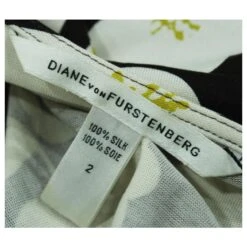 DIANE VON FURSTENBERG
100% SILK
100% SOIE
2